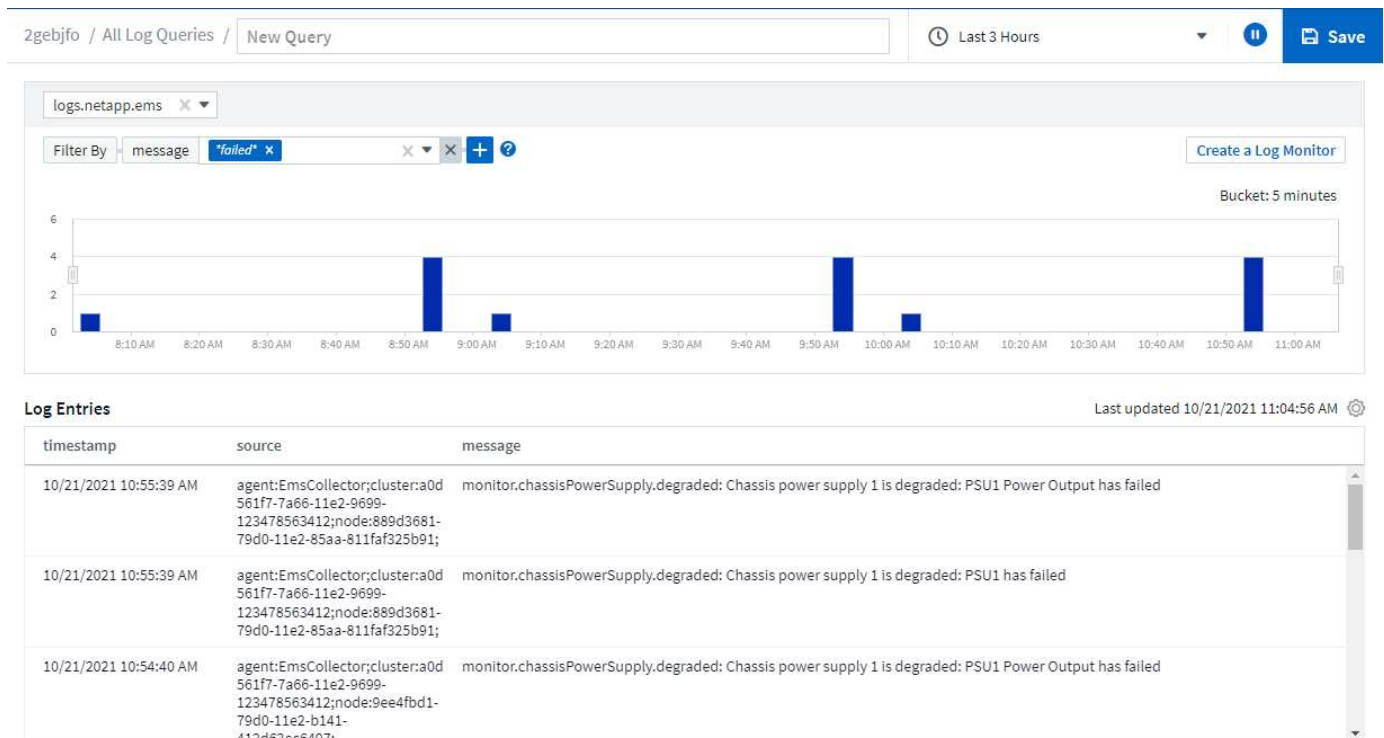 2gebjfo / All Log Queries / New Query
Last 3 Hours
Save
logs.netapp.ems
Filter By message *failed*
Create a Log Monitor
Bucket: 5 minutes
6
4
2
0
8:10 AM 8:20 AM 8:30 AM 8:40 AM 8:50 AM 9:00 AM 9:10 AM 9:20 AM 9:30 AM 9:40 AM 9:50 AM 10:00 AM 10:10 AM 10:20 AM 10:30 AM 10:40 AM 10:50 AM 11:00 AM
Log Entries
Last updated 10/21/2021 11:04:56 AM
timestamp source message
10/21/2021 10:55:39 AM agent:EmsCollector;cluster:a0d monitor.chassisPowerSupply.degraded: Chassis power supply 1 is degraded: PSU1 Power Output has failed
561f7-7a66-11e2-9699-
123478563412;node:889d3681-
79d0-11e2-85aa-811faf325b91;
10/21/2021 10:55:39 AM agent:EmsCollector;cluster:a0d monitor.chassisPowerSupply.degraded: Chassis power supply 1 is degraded: PSU1 has failed
561f7-7a66-11e2-9699-
123478563412;node:889d3681-
79d0-11e2-85aa-811faf325b91;
10/21/2021 10:54:40 AM agent:EmsCollector;cluster:a0d monitor.chassisPowerSupply.degraded: Chassis power supply 1 is degraded: PSU1 Power Output has failed
561f7-7a66-11e2-9699-
123478563412;node:9ee4fbd1-
79d0-11e2-b141-